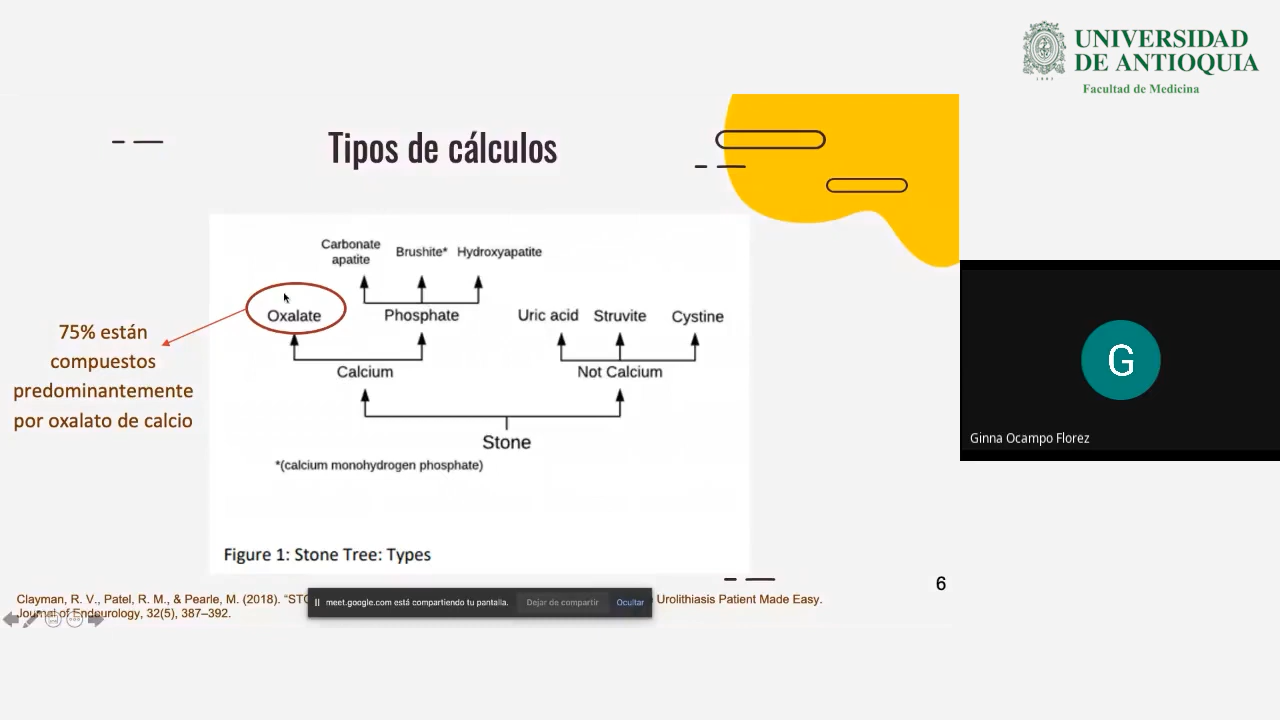 UNIVERSIDAD
DE ANTIOQUIA
1803
Facultad de Medicina
Tipos de cálculos
Carbonate
apatite
Brushite* Hydroxyapatite
Oxalate
Phosphate
Uric acid Struvite Cystine
75% están
compuestos
predominantemente
por oxalato de calcio
Calcium
Not Calcium
Stone
*(calcium monohydrogen phosphate)
Figure 1: Stone Tree: Types
G
Ginna Ocampo Florez
6
Clayman, R. V., Patel, R. M., & Pearle, M. (2018). “STO Urolithiasis Patient Made Easy.
Journal of Endourology, 32(5), 387–392.
meet.google.com está compartiendo tu pantalla. Dejar de compartir Ocultar